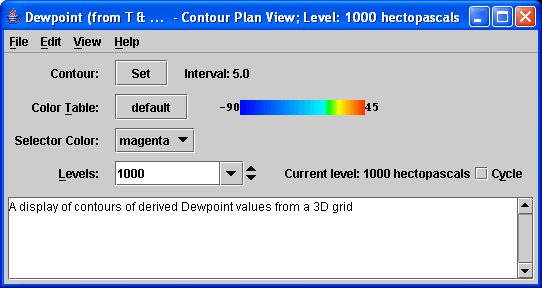 Dewpoint (from T & ... - Contour Plan View; Level: 1000 hectopascals
File Edit View Help
Contour: Set Interval: 5.0
Color Table: default -90 45
Selector Color: magenta
Levels: 1000 Current level: 1000 hectopascals Cycle
A display of contours of derived Dewpoint values from a 3D grid